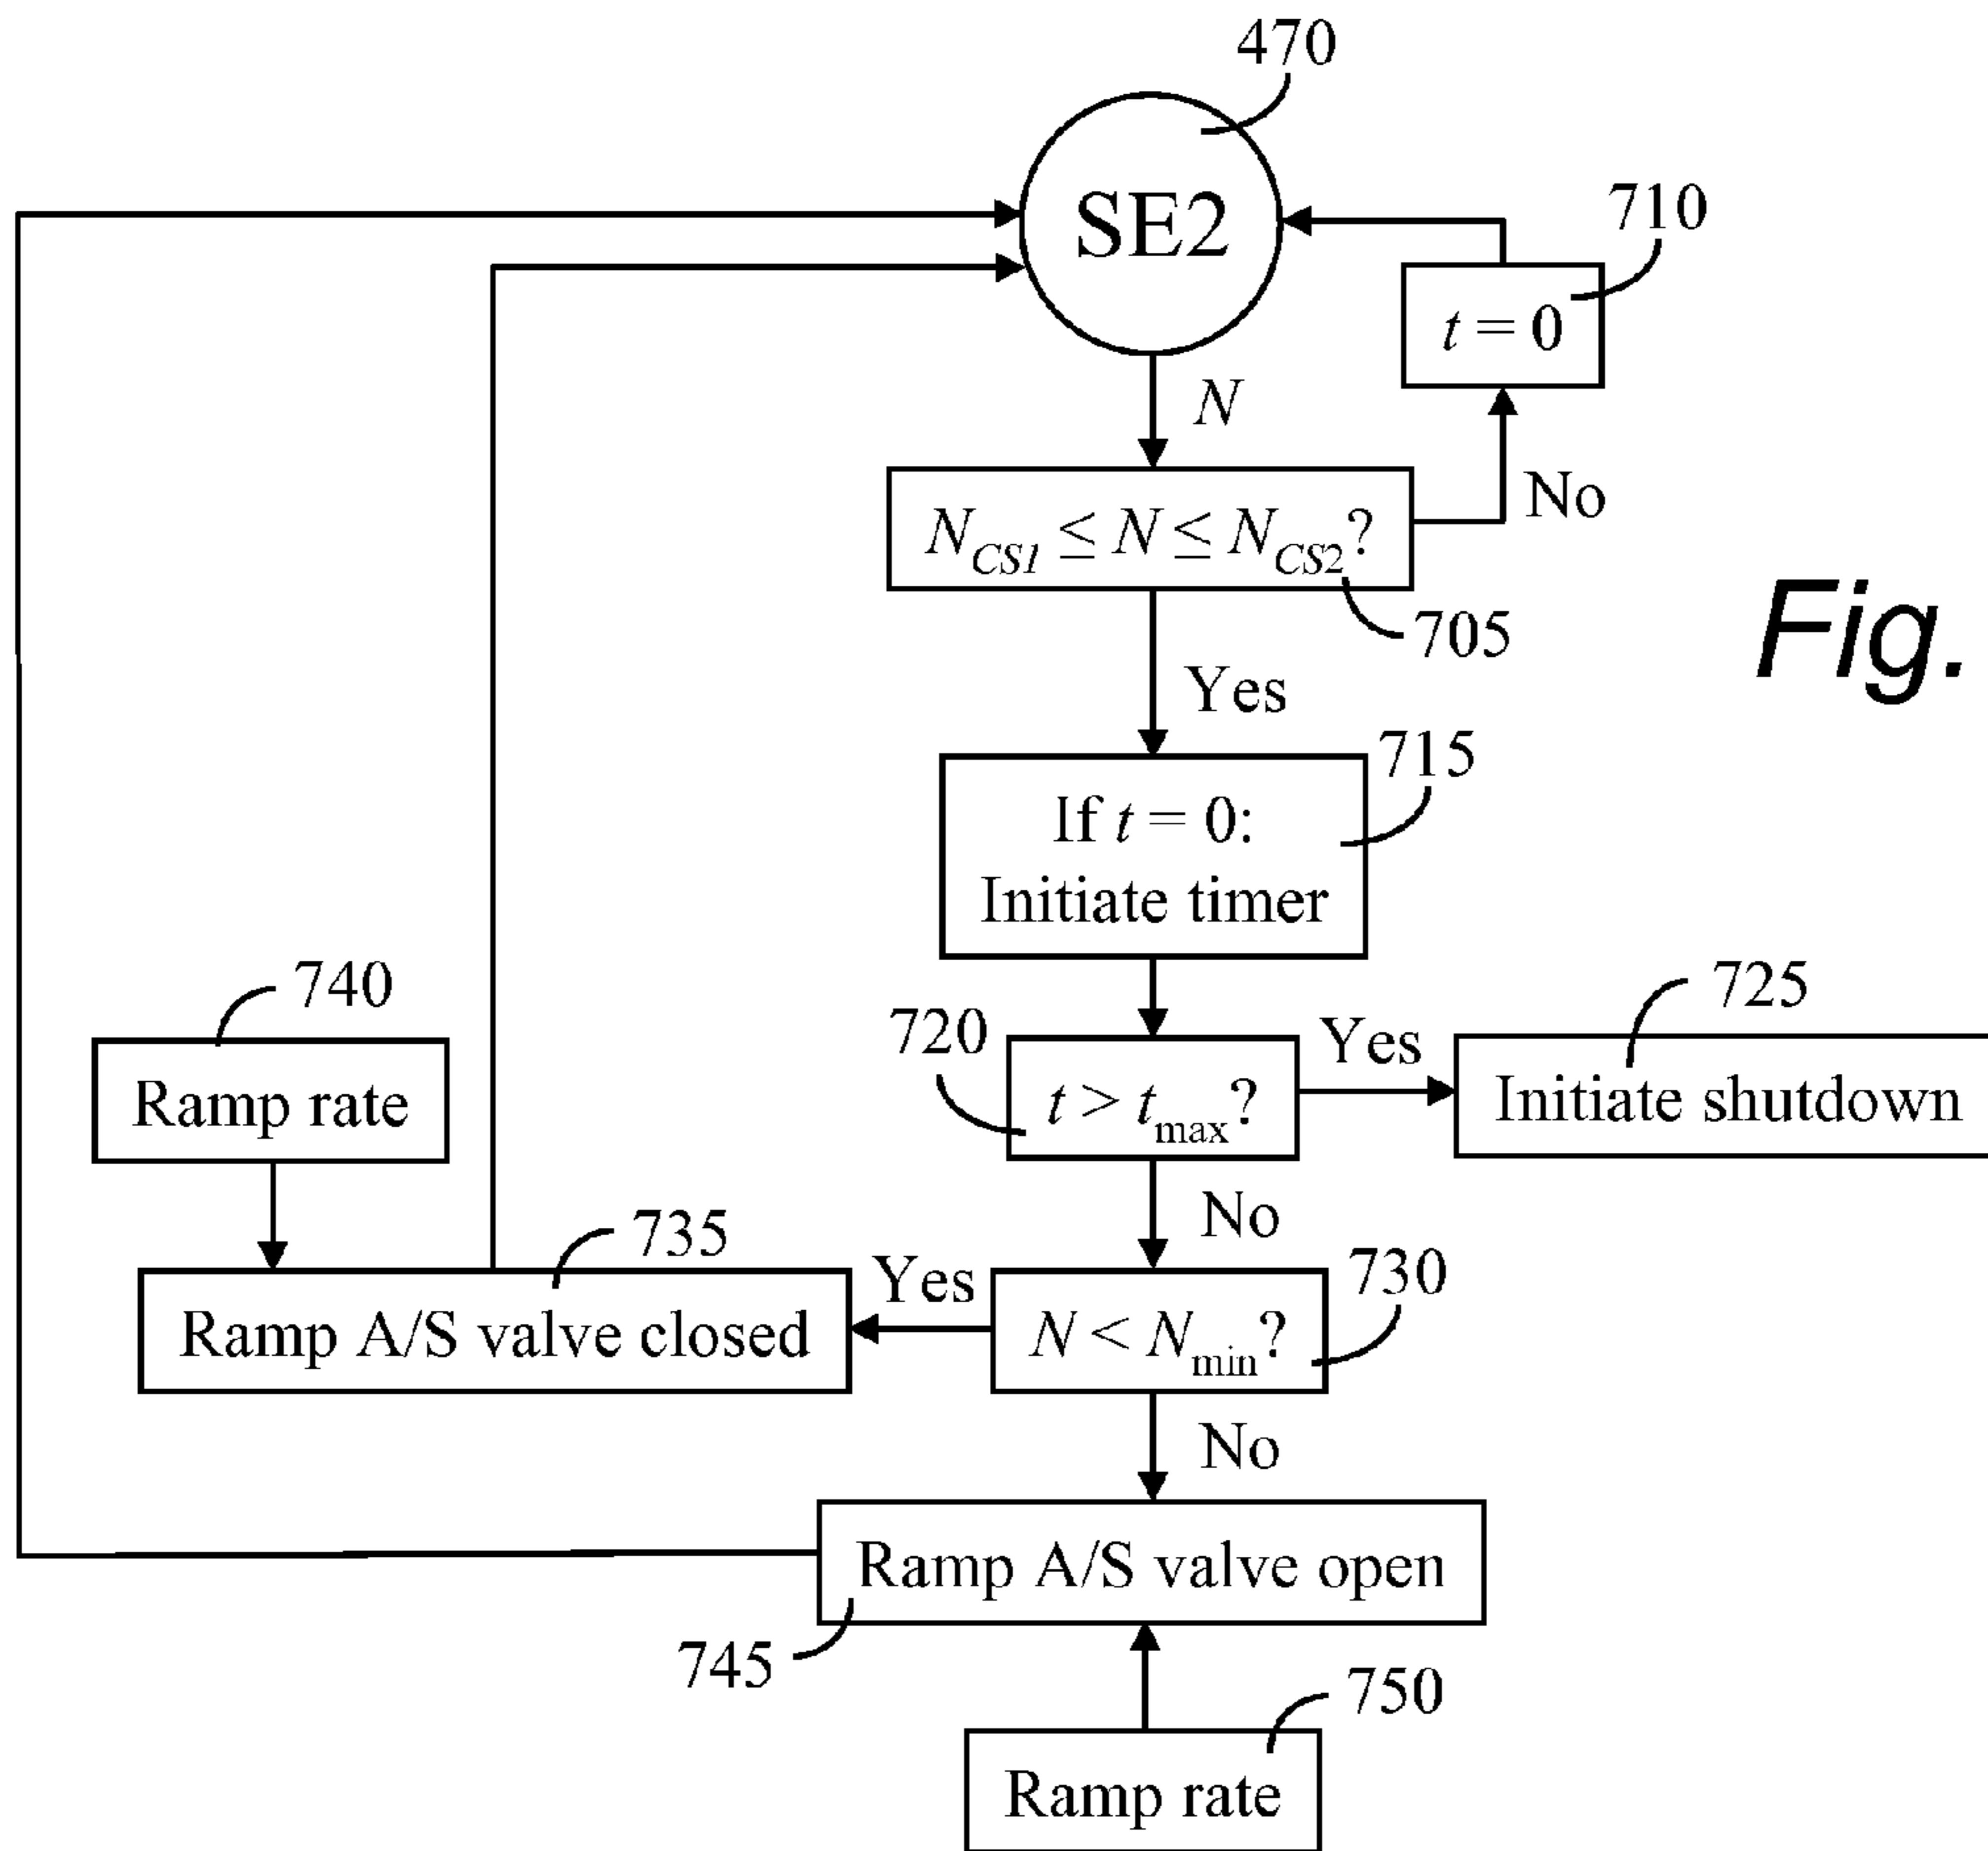 470
SE2
710
t = 0
N
No
N_CS1 ≤ N ≤ N_CS2?
705
Fig.
Yes
715
If t = 0:
Initiate timer
740
720
Yes
725
Ramp rate
t > t_max?
Initiate shutdown
No
735
730
Yes
Ramp A/S valve closed
N < N_min?
No
Ramp A/S valve open
745
750
Ramp rate